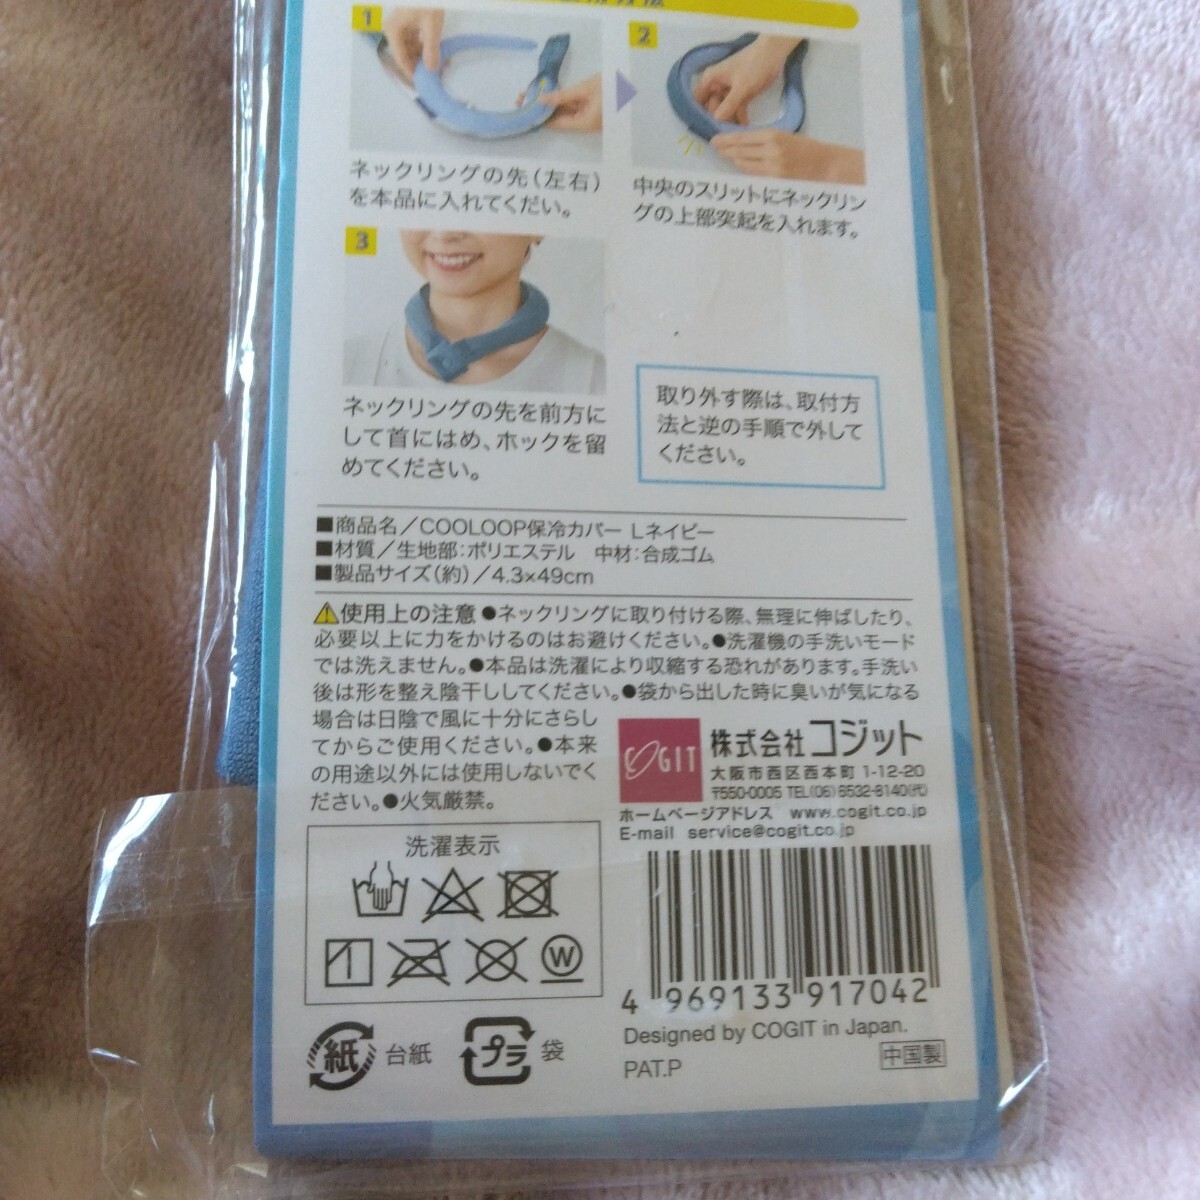 1
ネックリングの先(左右)
を本品に入れてくだい。
2
中央のスリットにネックリン
グの上部突起を入れます。
3
ネックリングの先を前方に
して首にはめ、ホックを留
めてください。
取り外す際は、取付方
法と逆の手順で外して
ください。
■商品名／COOLOOP保冷カバー Lネイビー
■材質／生地部:ポリエステル 中材:合成ゴム
■製品サイズ(約)／4.3×49cm
⚠使用上の注意 ●ネックリングに取り付ける際、無理に伸ばしたり、
必要以上に力をかけるのはお避けください。●洗濯機の手洗いモード
では洗えません。●本品は洗濯により収縮する恐れがあります。手洗い
後は形を整え陰干ししてください。●袋から出した時に臭いが気になる
場合は日陰で風に十分にさらし
てからご使用ください。●本来
の用途以外には使用しないでく
ださい。●火気厳禁。
COGIT
株式会社 コジット
大阪市西区西本町 1-12-20
〒550-0005 TEL(06)6532-8140(代)
ホームページアドレス www.cogit.co.jp
E-mail service@cogit.co.jp
洗濯表示
W
4 969133 917042
Designed by COGIT in Japan.
PAT.P
中国製
紙 台紙
プラ 袋